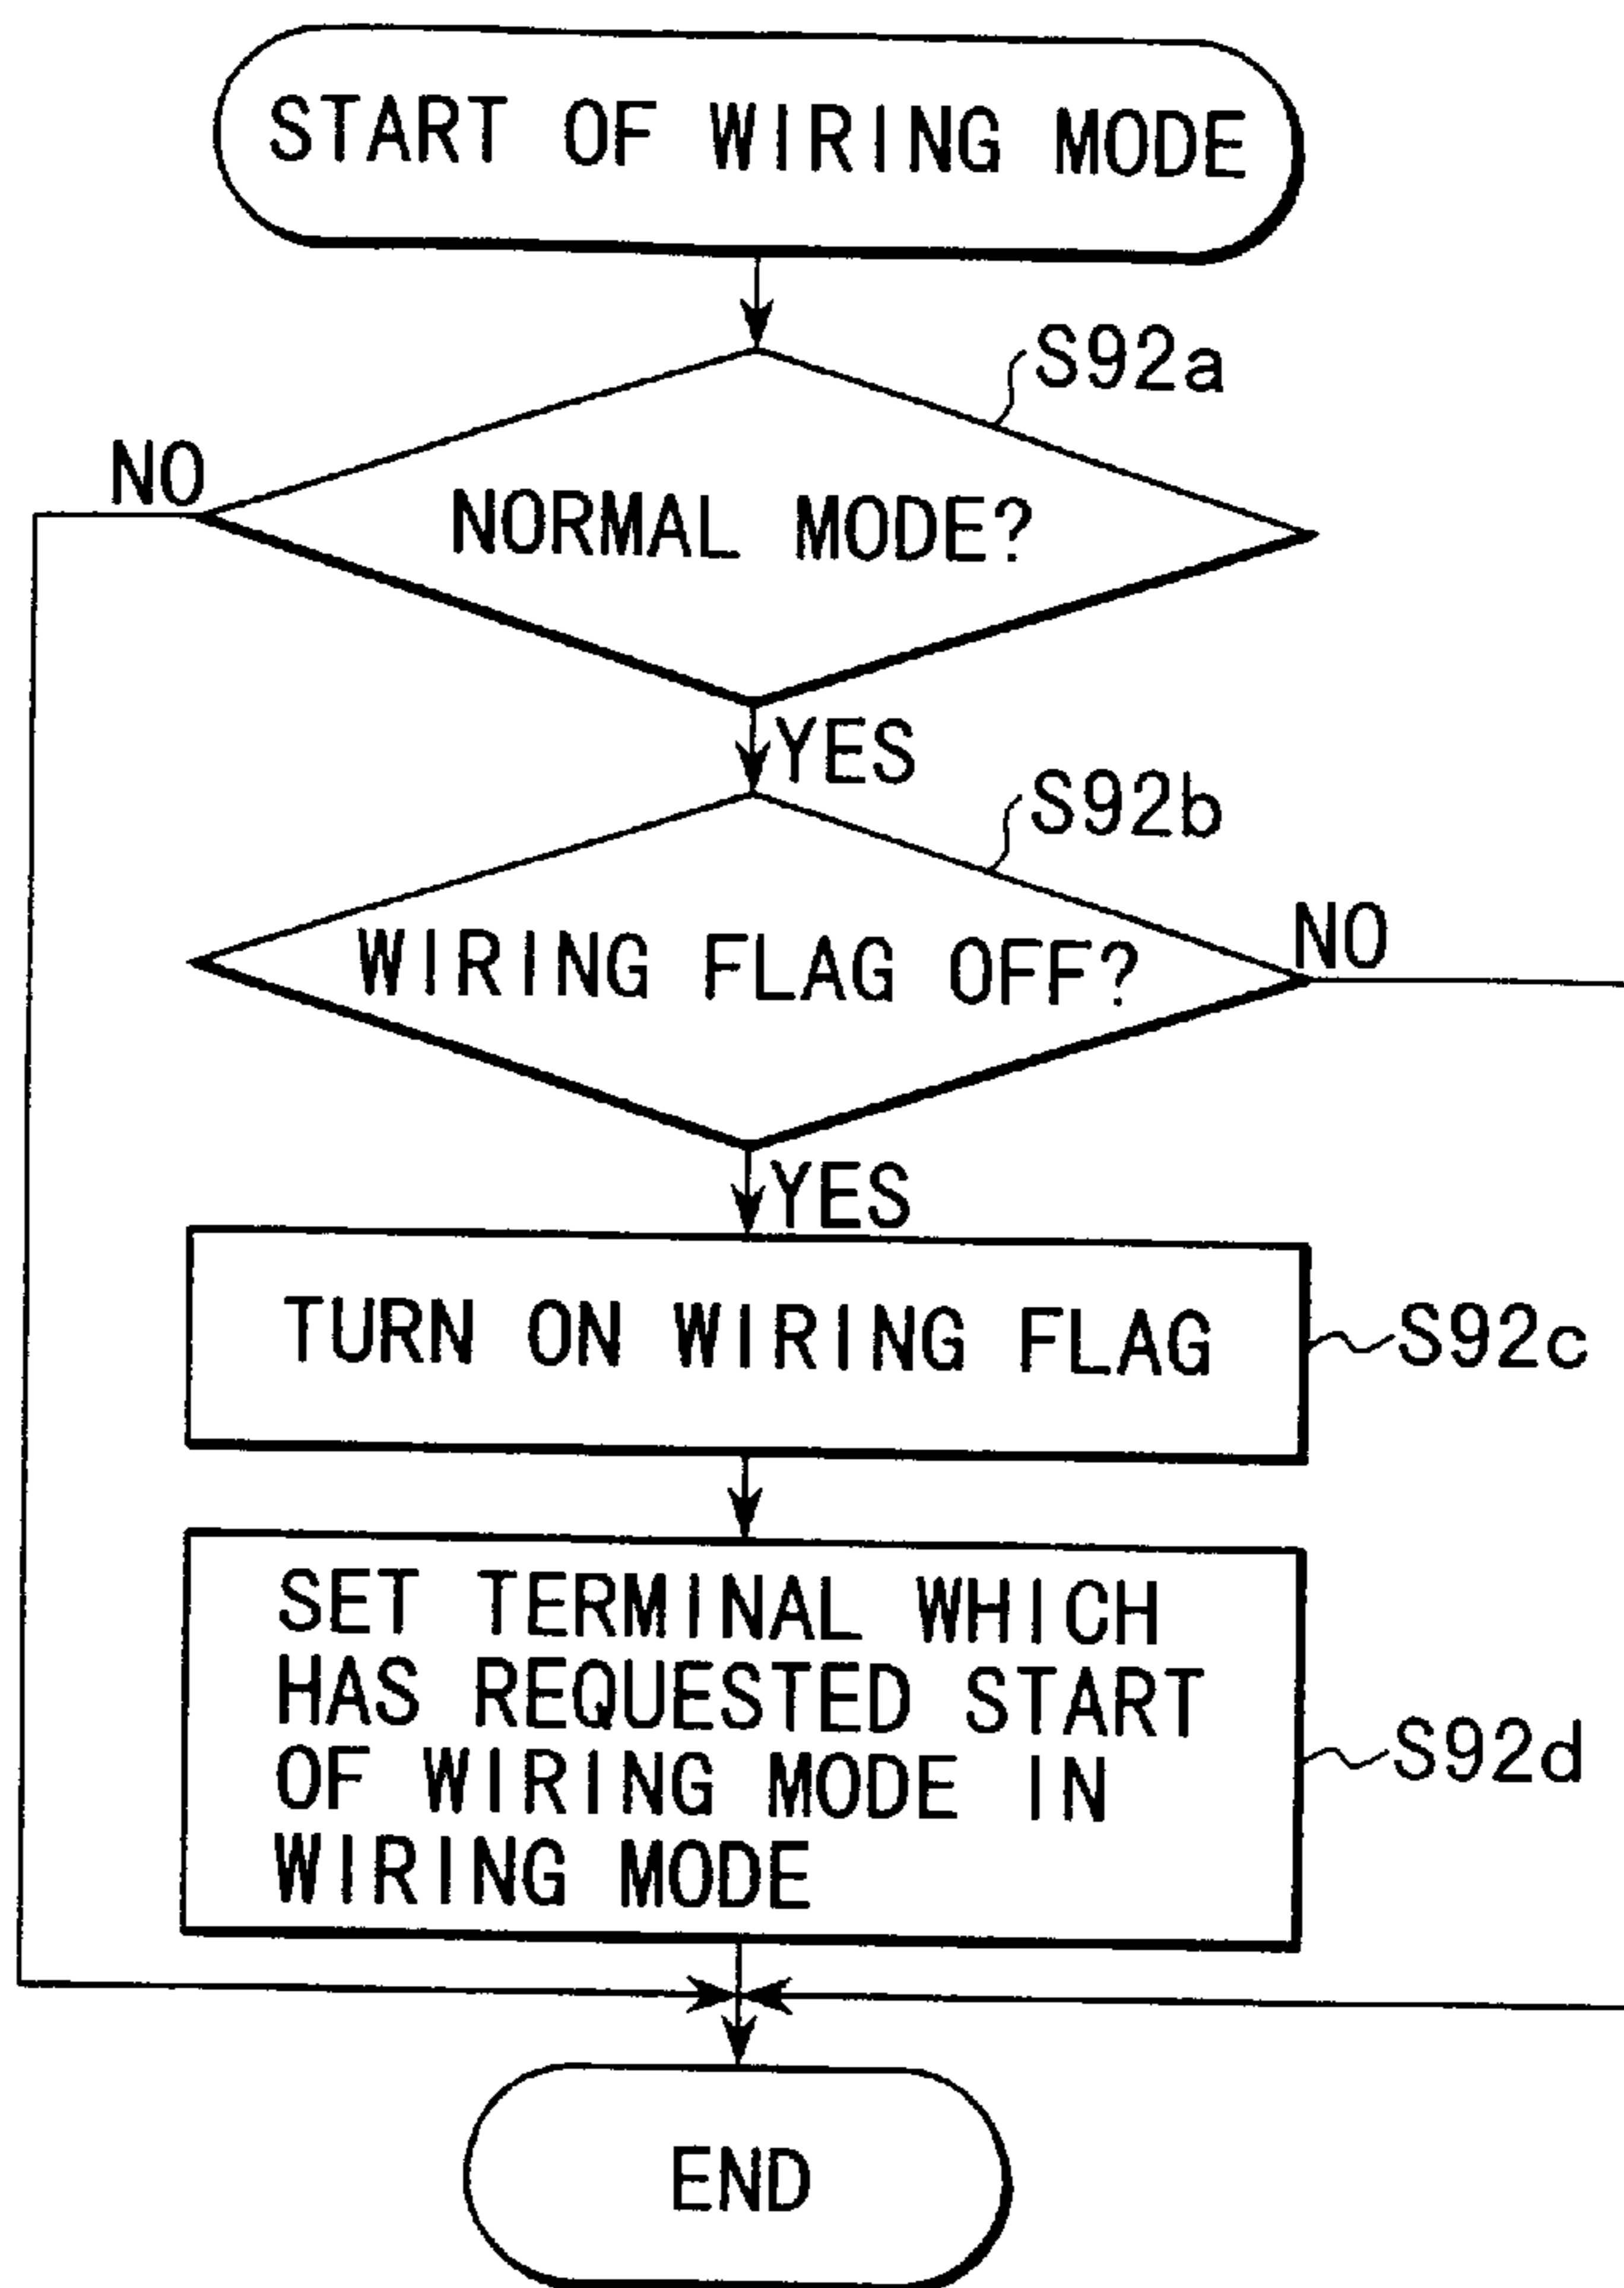 START OF WIRING MODE
S92a
NO
NORMAL MODE?
YES
S92b
NO
WIRING FLAG OFF?
YES
TURN ON WIRING FLAG
S92c
SET TERMINAL WHICH
HAS REQUESTED START
OF WIRING MODE IN
WIRING MODE
S92d
END